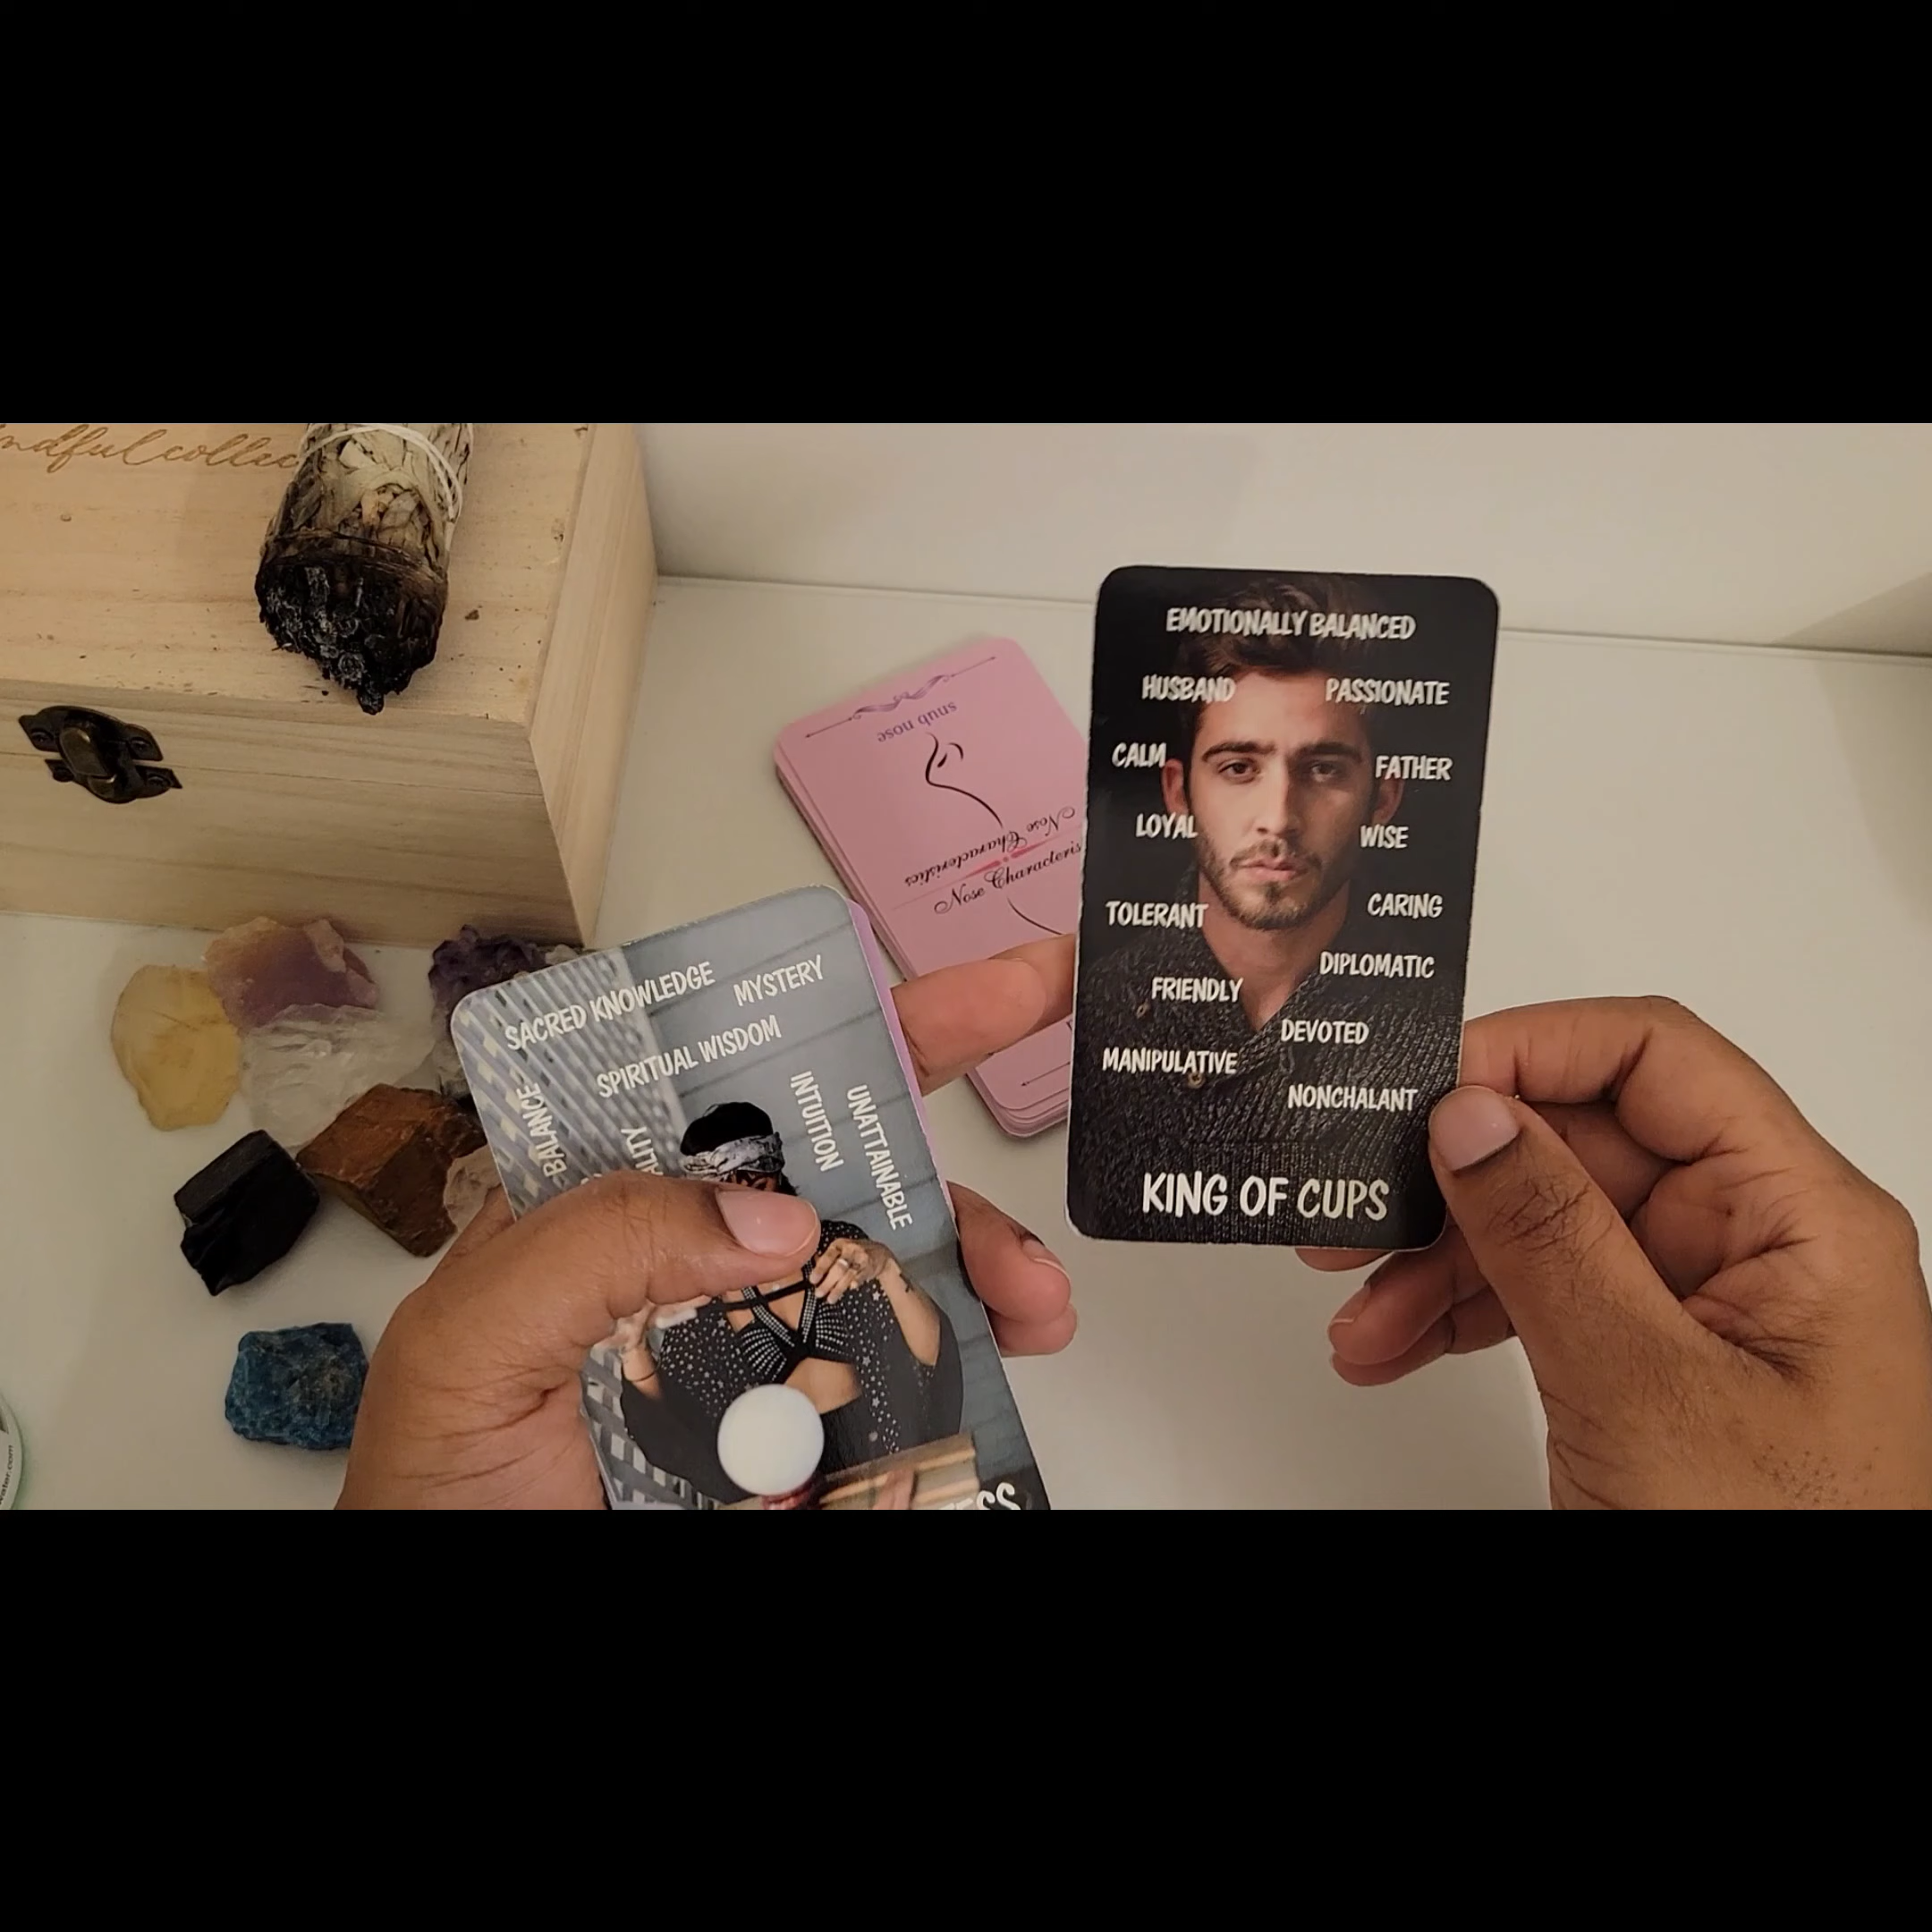 EMOTIONALLY BALANCED
HUSBAND PASSIONATE
CALM
FATHER
LOYAL
WISE
TOLERANT
CARING
DIPLOMATIC
FRIENDLY
DEVOTED
MANIPULATIVE
NONCHALANT
KING OF CUPS
snub nose
Nose Characteristics
Nose
SACRED KNOWLEDGE
MYSTERY
SPIRITUAL WISDOM
BALANCE
INTUITION
UNATTAINABLE